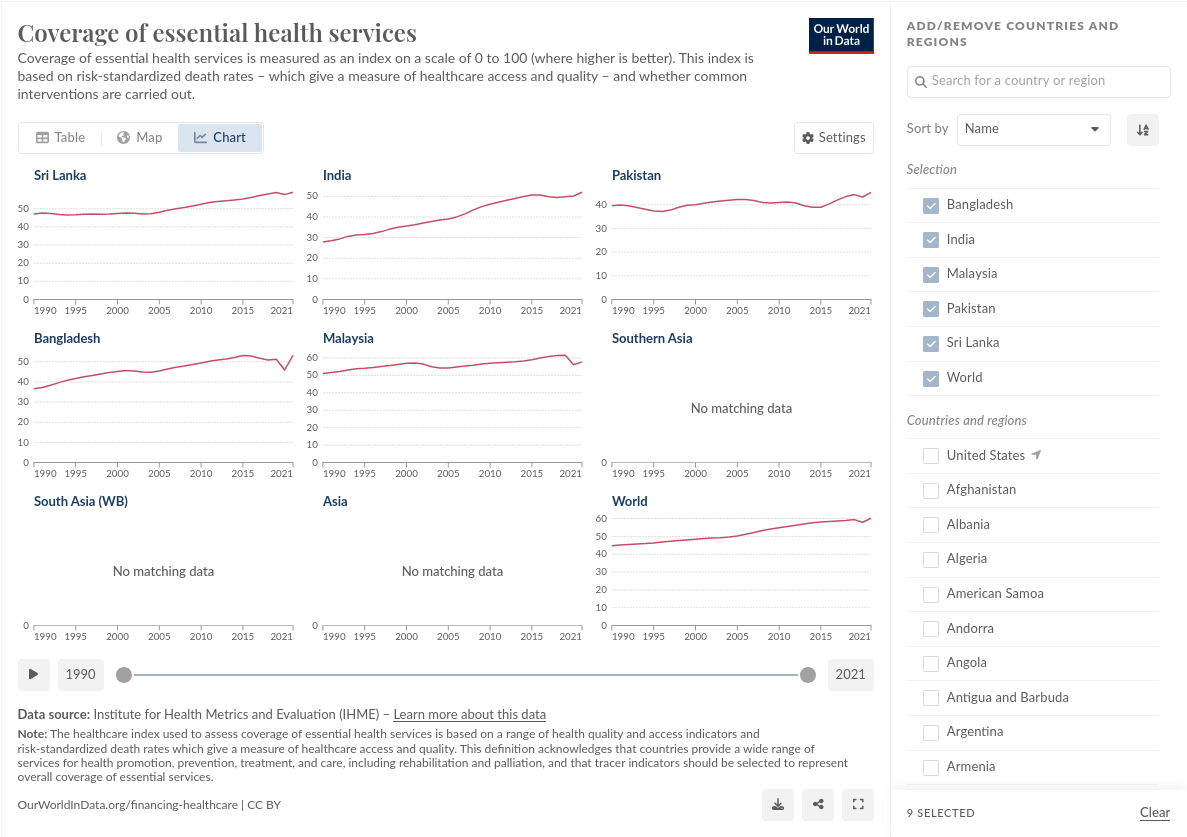 Coverage of essential health services
Coverage of essential health services is measured as an index on a scale of 0 to 100 (where higher is better). This index is
based on risk-standardized death rates – which give a measure of healthcare access and quality – and whether common
interventions are carried out.
Our World
in Data
Table
Map
Chart
Settings
Sri Lanka
50
40
30
20
10
0
1990 1995 2000 2005 2010 2015 2021
India
50
40
30
20
10
0
1990 1995 2000 2005 2010 2015 2021
Pakistan
40
30
20
10
0
1990 1995 2000 2005 2010 2015 2021
Bangladesh
50
40
30
20
10
0
1990 1995 2000 2005 2010 2015 2021
Malaysia
60
50
40
30
20
10
0
1990 1995 2000 2005 2010 2015 2021
Southern Asia
No matching data
0
1990 1995 2000 2005 2010 2015 2021
South Asia (WB)
No matching data
0
1990 1995 2000 2005 2010 2015 2021
Asia
No matching data
0
1990 1995 2000 2005 2010 2015 2021
World
60
50
40
30
20
10
0
1990 1995 2000 2005 2010 2015 2021
1990
2021
Data source: Institute for Health Metrics and Evaluation (IHME) – Learn more about this data
Note: The healthcare index used to assess coverage of essential health services is based on a range of health quality and access indicators and
risk-standardized death rates which give a measure of healthcare access and quality. This definition acknowledges that countries provide a wide range of
services for health promotion, prevention, treatment, and care, including rehabilitation and palliation, and that tracer indicators should be selected to represent
overall coverage of essential services.
OurWorldInData.org/financing-healthcare | CC BY
ADD/REMOVE COUNTRIES AND
REGIONS
Search for a country or region
Sort by
Name
Selection
Bangladesh
India
Malaysia
Pakistan
Sri Lanka
World
Countries and regions
United States
Afghanistan
Albania
Algeria
American Samoa
Andorra
Angola
Antigua and Barbuda
Argentina
Armenia
9 SELECTED
Clear